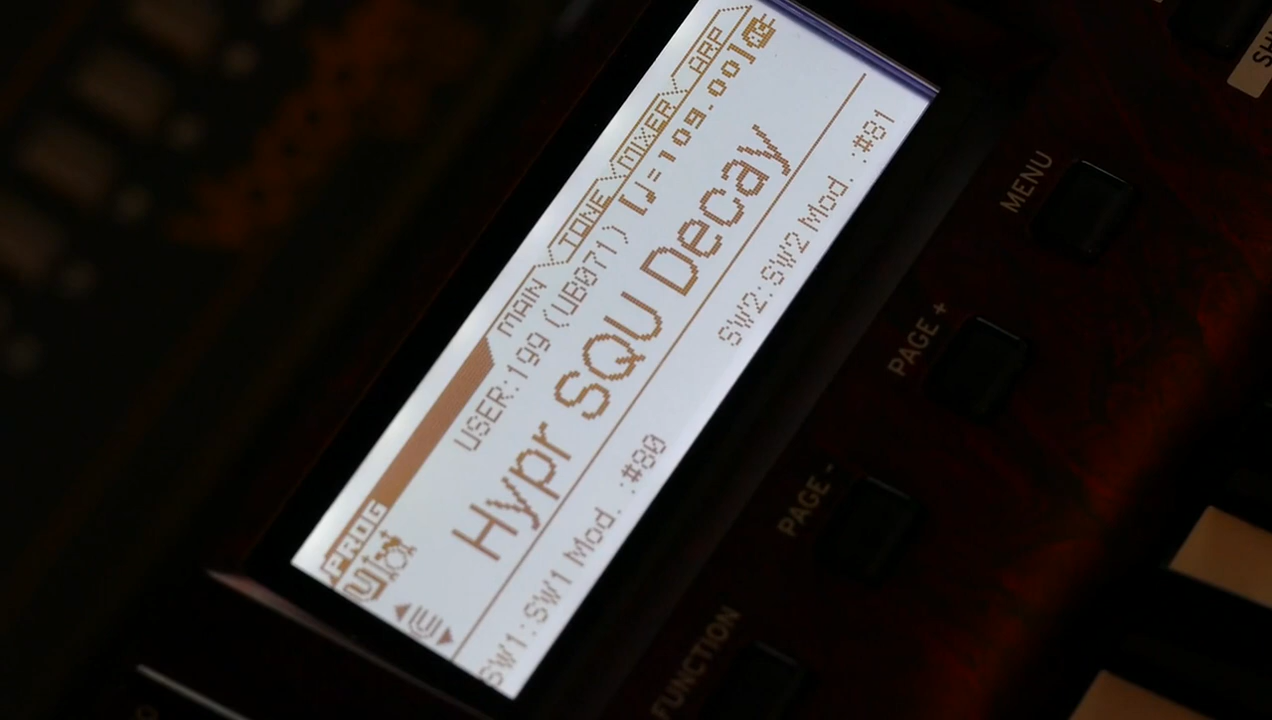 PROG MAIN TONE MIXER ARP
USER:199 (UB071) [♩=109.00]
Hypr SQU Decay
SW1:SW1 Mod. :#80 SW2:SW2 Mod. :#81
MENU
PAGE +
PAGE-
FUNCTION